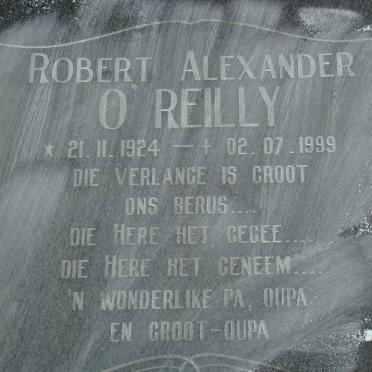 ROBERT ALEXANDER
O'REILLY
* 21.11.1924 — † 02.07.1999
DIE VERLANGE IS GROOT
ONS BERUS....
DIE HERE HET GEGEE....
DIE HERE HET GENEEM....
'N WONDERLIKE PA, OUPA
EN GROOT-OUPA